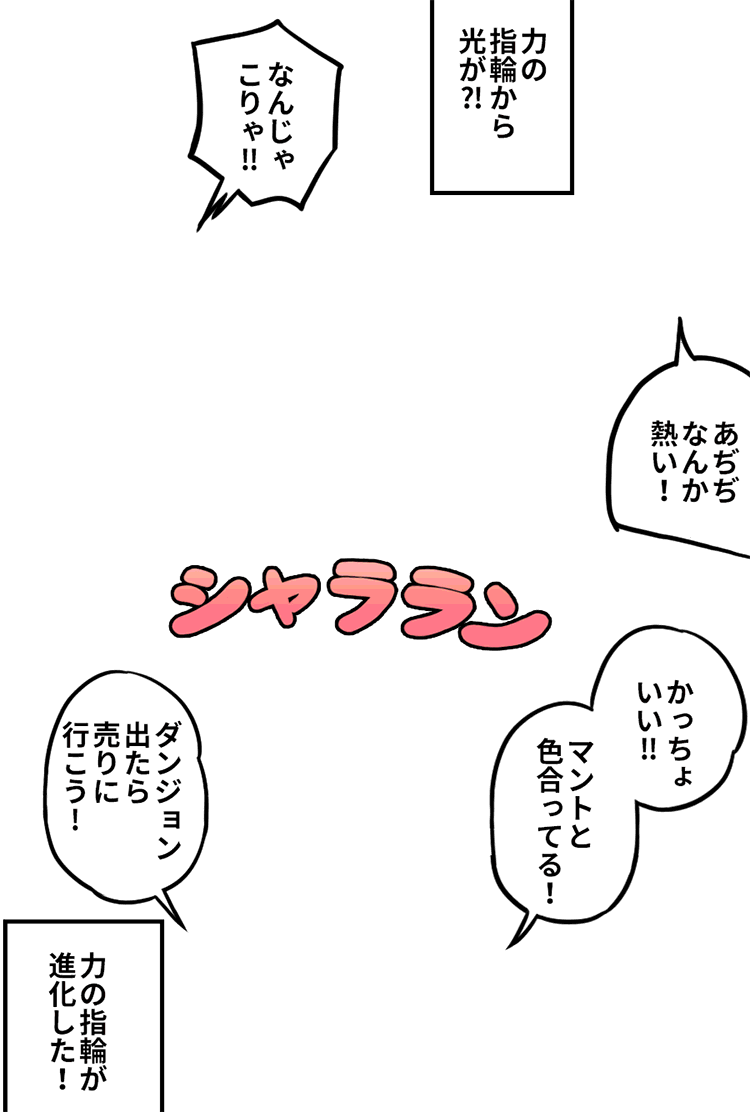 力の
指輪から
光が⁈
なんじゃ
こりゃ‼
あぢぢ
なんか
熱い！
シャララン
かっちょ
いい‼
マントと
色合ってる！
ダンジョン
出たら
売りに
行こう！
力の指輪が
進化した！